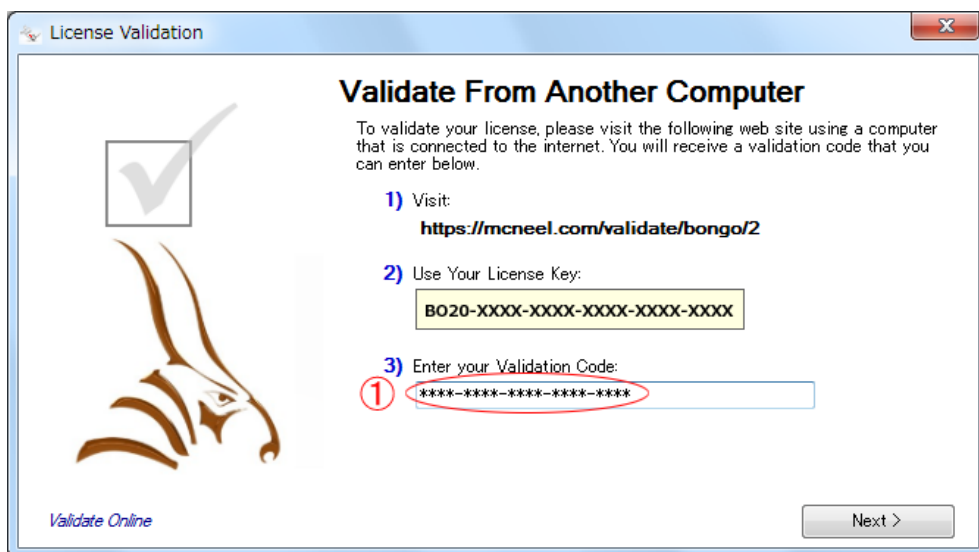 License Validation
Validate From Another Computer
To validate your license, please visit the following web site using a computer
that is connected to the internet. You will receive a validation code that you
can enter below.
1) Visit:
https://mcneel.com/validate/bongo/2
2) Use Your License Key:
BO20-XXXX-XXXX-XXXX-XXXX-XXXX
3) Enter your Validation Code:
① ****-****-****-****-****
Validate Online
Next >